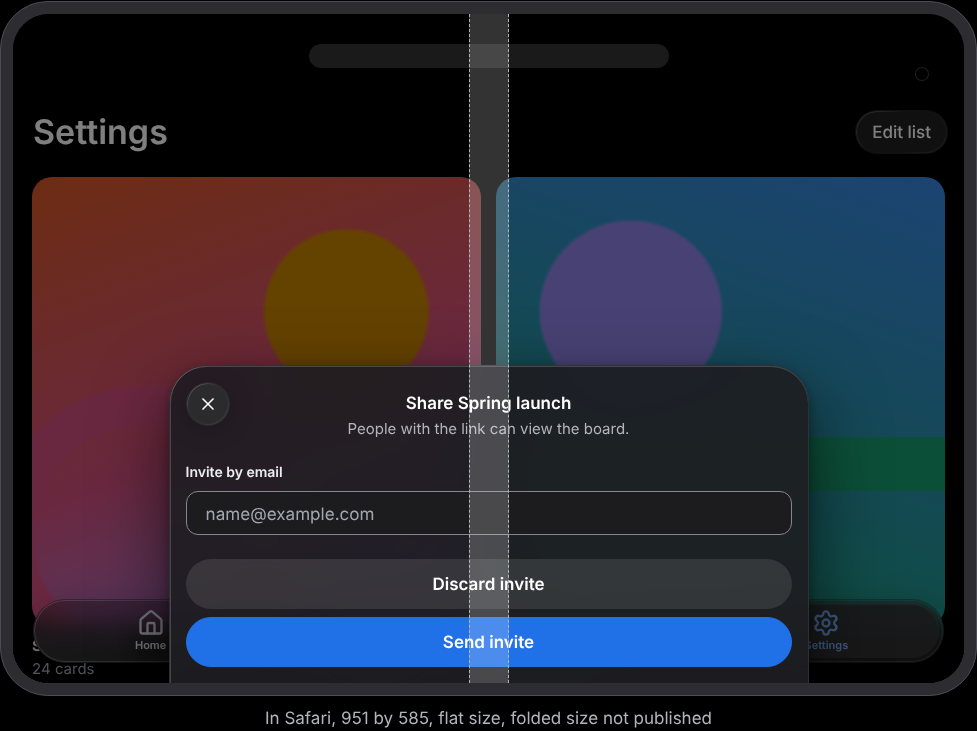 Settings
Edit list
Share Spring launch
People with the link can view the board.
Invite by email
name@example.com
Discard invite
Send invite
Home
Settings
24 cards
In Safari, 951 by 585, flat size, folded size not published